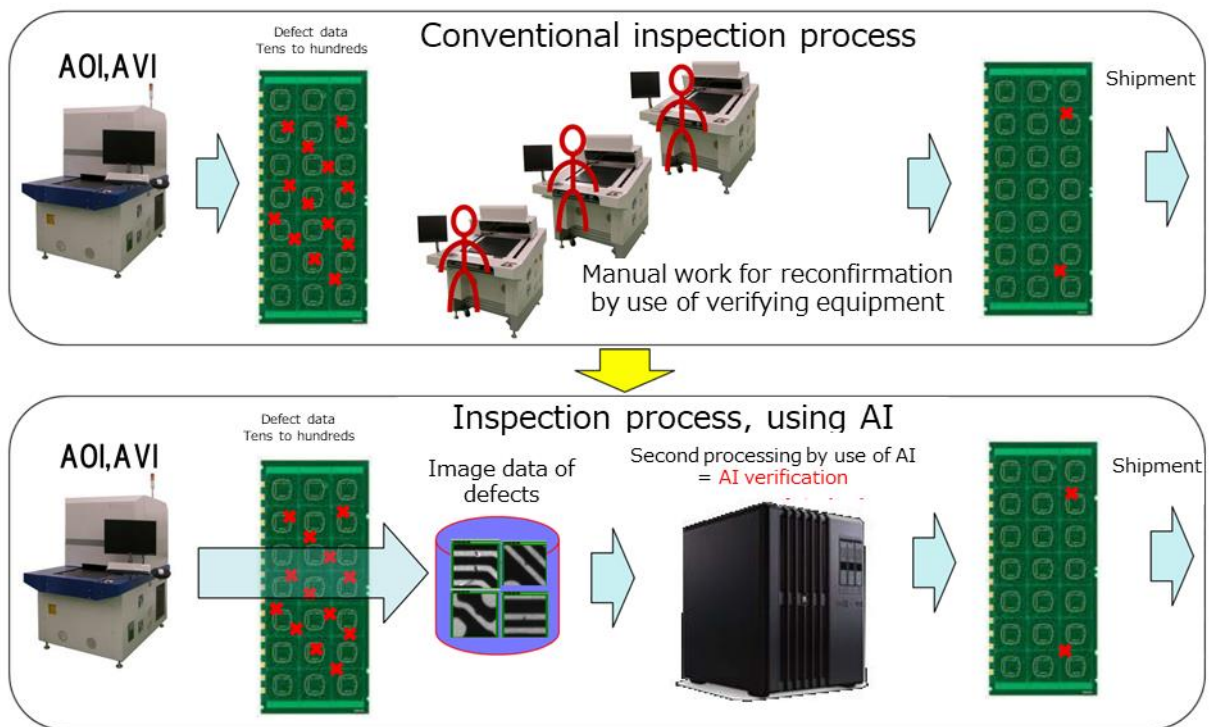 Conventional inspection process
Defect data
Tens to hundreds
AOI,AVI
Manual work for reconfirmation
by use of verifying equipment
Shipment
Inspection process, using AI
Defect data
Tens to hundreds
AOI,AVI
Image data of
defects
Second processing by use of AI
= AI verification
Shipment